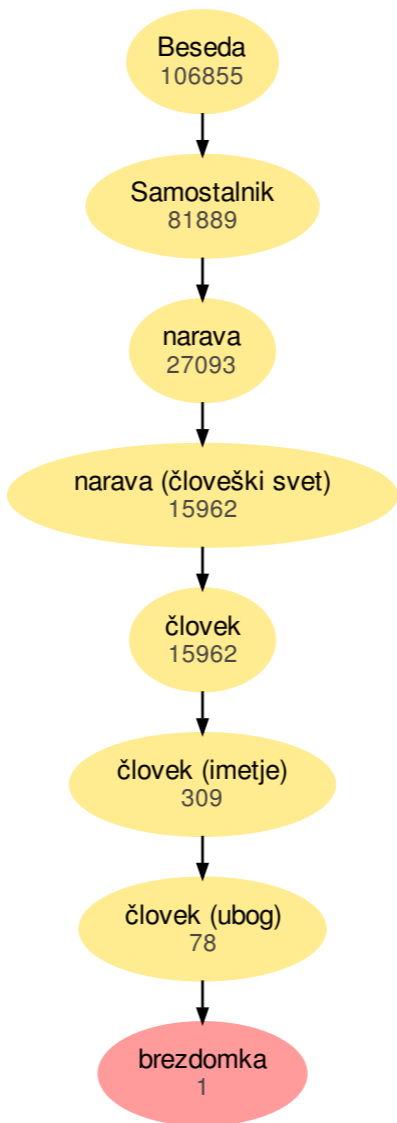 Beseda
106855
Samostalnik
81889
narava
27093
narava (človeški svet)
15962
človek
15962
človek (imetje)
309
človek (ubog)
78
brezdomka
1